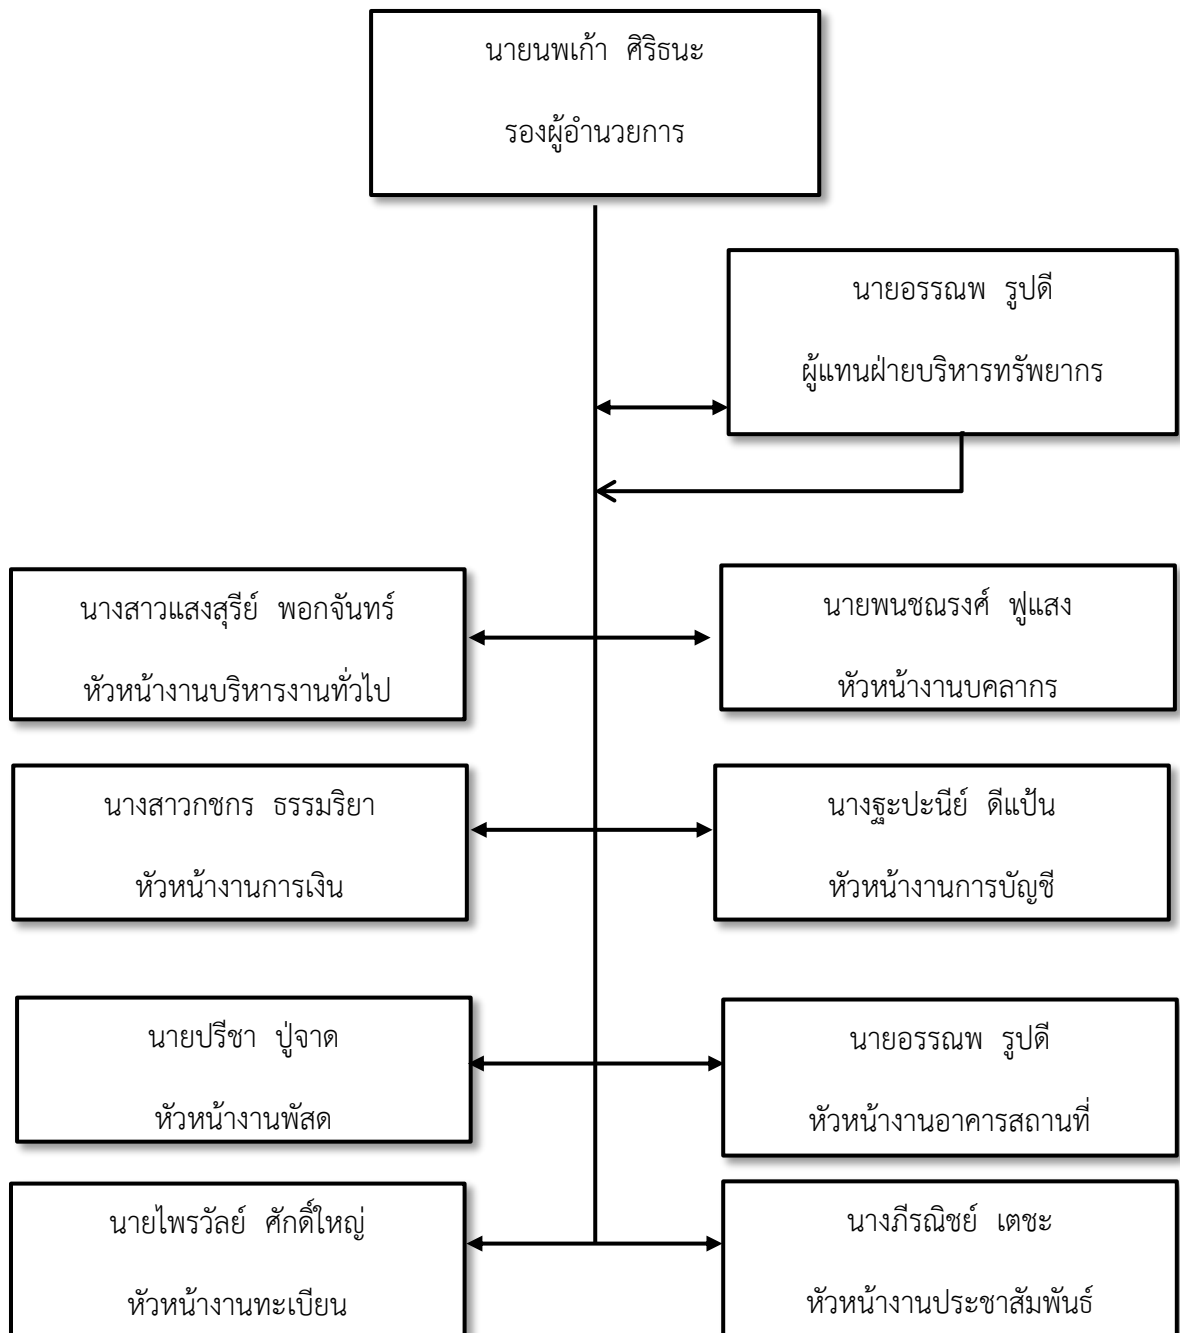 นายนพเก้า ศิริธนะ
รองผู้อำนวยการ
นายอรรณพ รูปดี
ผู้แทนฝ่ายบริหารทรัพยากร
นางสาวแสงสุรีย์ พอกจันทร์
หัวหน้างานบริหารงานทั่วไป
นายพนชณรงศ์ ฟูแสง
หัวหน้างานบคลากร
นางสาวกชกร ธรรมริยา
หัวหน้างานการเงิน
นางฐะปะนีย์ ดีแป้น
หัวหน้างานการบัญชี
นายปรีชา ปู่จาด
หัวหน้างานพัสด
นายอรรณพ รูปดี
หัวหน้างานอาคารสถานที่
นายไพรวัลย์ ศักดิ์ใหญ่
หัวหน้างานทะเบียน
นางภีรณิชย์ เตชะ
หัวหน้างานประชาสัมพันธ์